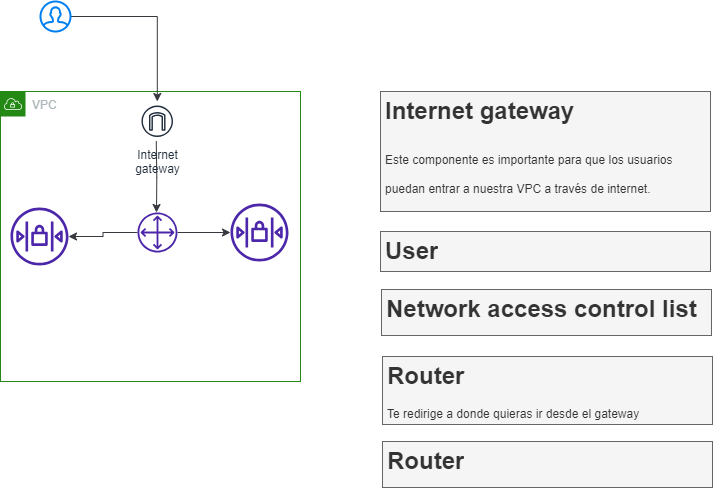 VPC
Internet
gateway
Internet gateway
Este componente es importante para que los usuarios
puedan entrar a nuestra VPC a través de internet.
User
Network access control list
Router
Te redirige a donde quieras ir desde el gateway
Router